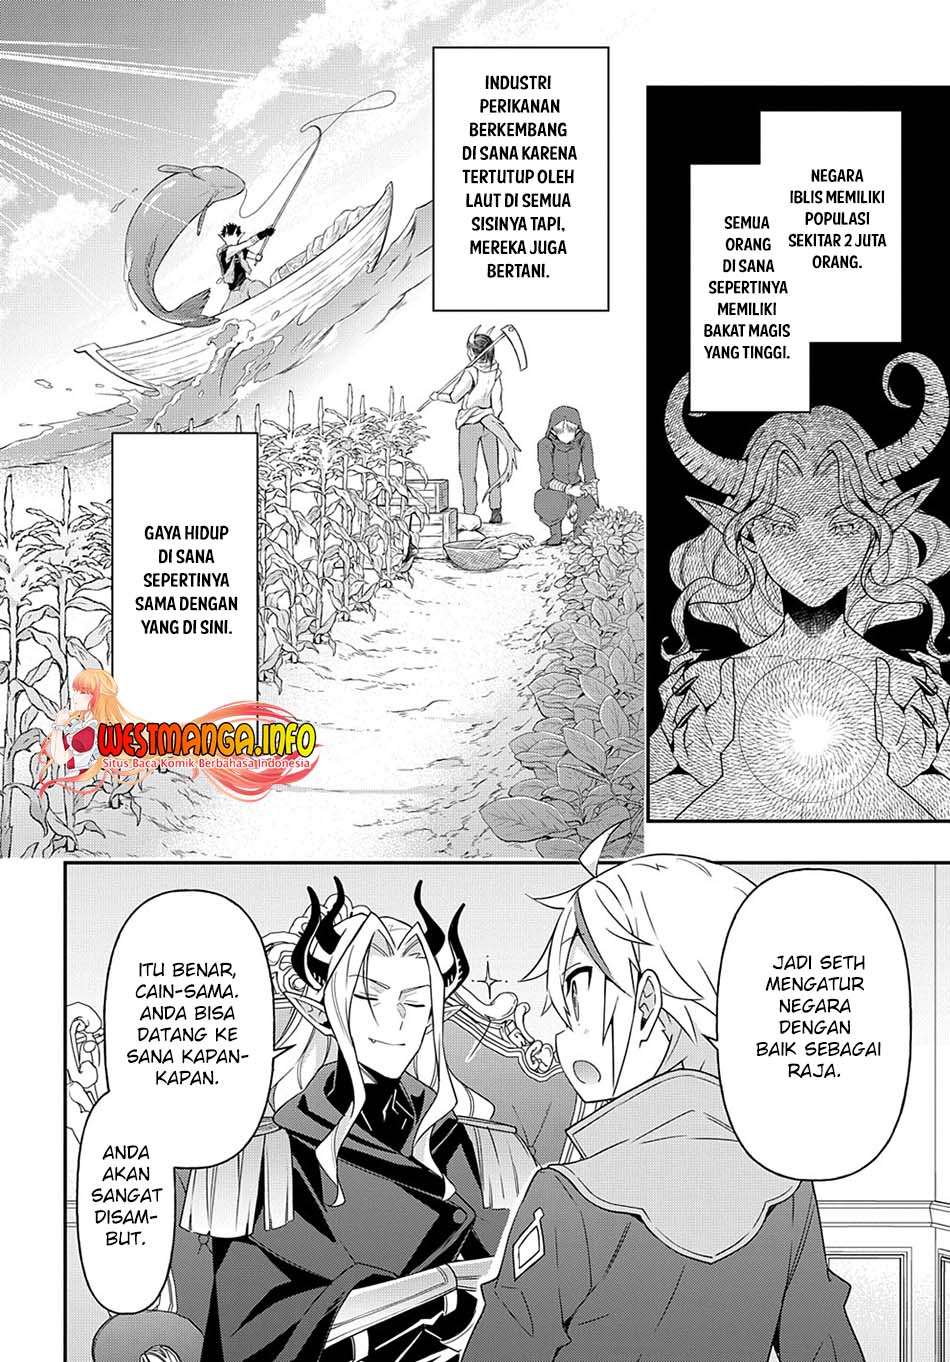 NEGARA
IBLIS MEMILIKI
POPULASI
SEKITAR 2 JUTA
ORANG.
SEMUA
ORANG
DI SANA
SEPERTINYA
MEMILIKI
BAKAT MAGIS
YANG TINGGI.
INDUSTRI
PERIKANAN
BERKEMBANG
DI SANA KARENA
TERTUTUP OLEH
LAUT DI SEMUA
SISINYA TAPI,
MEREKA JUGA
BERTANI.
GAYA HIDUP
DI SANA
SEPERTINYA
SAMA DENGAN
YANG DI SINI.
WESTMANGA.INFO
Situs Baca Komik Berbahasa Indonesia
JADI SETH
MENGATUR
NEGARA
DENGAN
BAIK SEBAGAI
RAJA.
ITU BENAR,
CAIN-SAMA.
ANDA BISA
DATANG KE
SANA KAPAN-
KAPAN.
ANDA
AKAN
SANGAT
DISAM-
BUT.